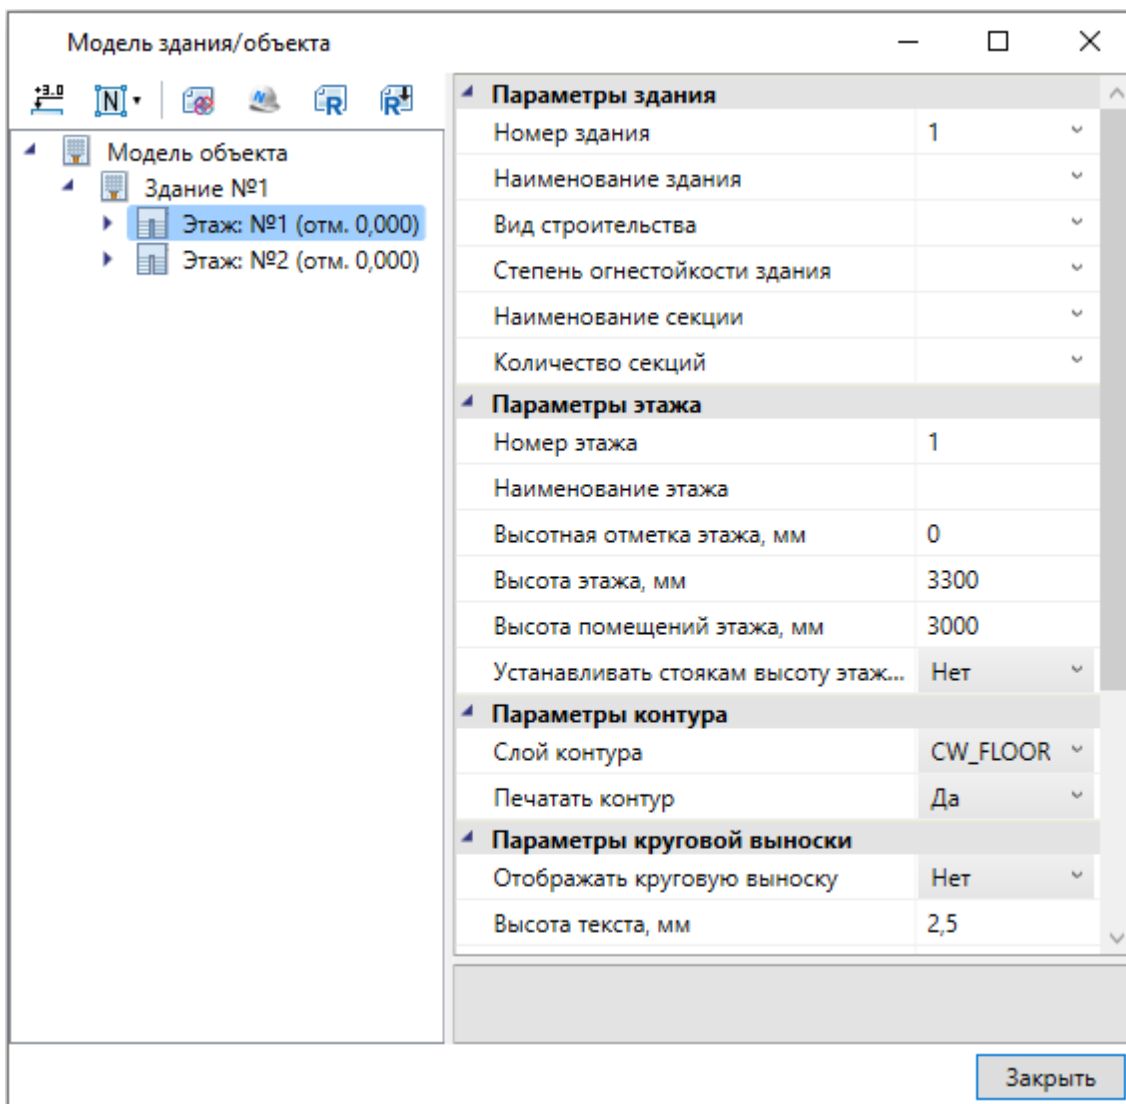 Модель здания/объекта
+3.0
N
N
R
R
Модель объекта
Здание №1
Этаж: №1 (отм. 0,000)
Этаж: №2 (отм. 0,000)
Параметры здания
Номер здания 1
Наименование здания
Вид строительства
Степень огнестойкости здания
Наименование секции
Количество секций
Параметры этажа
Номер этажа 1
Наименование этажа
Высотная отметка этажа, мм 0
Высота этажа, мм 3300
Высота помещений этажа, мм 3000
Устанавливать стоякам высоту этаж... Нет
Параметры контура
Слой контура CW_FLOOR
Печатать контур Да
Параметры круговой выноски
Отображать круговую выноску Нет
Высота текста, мм 2,5
Закрыть